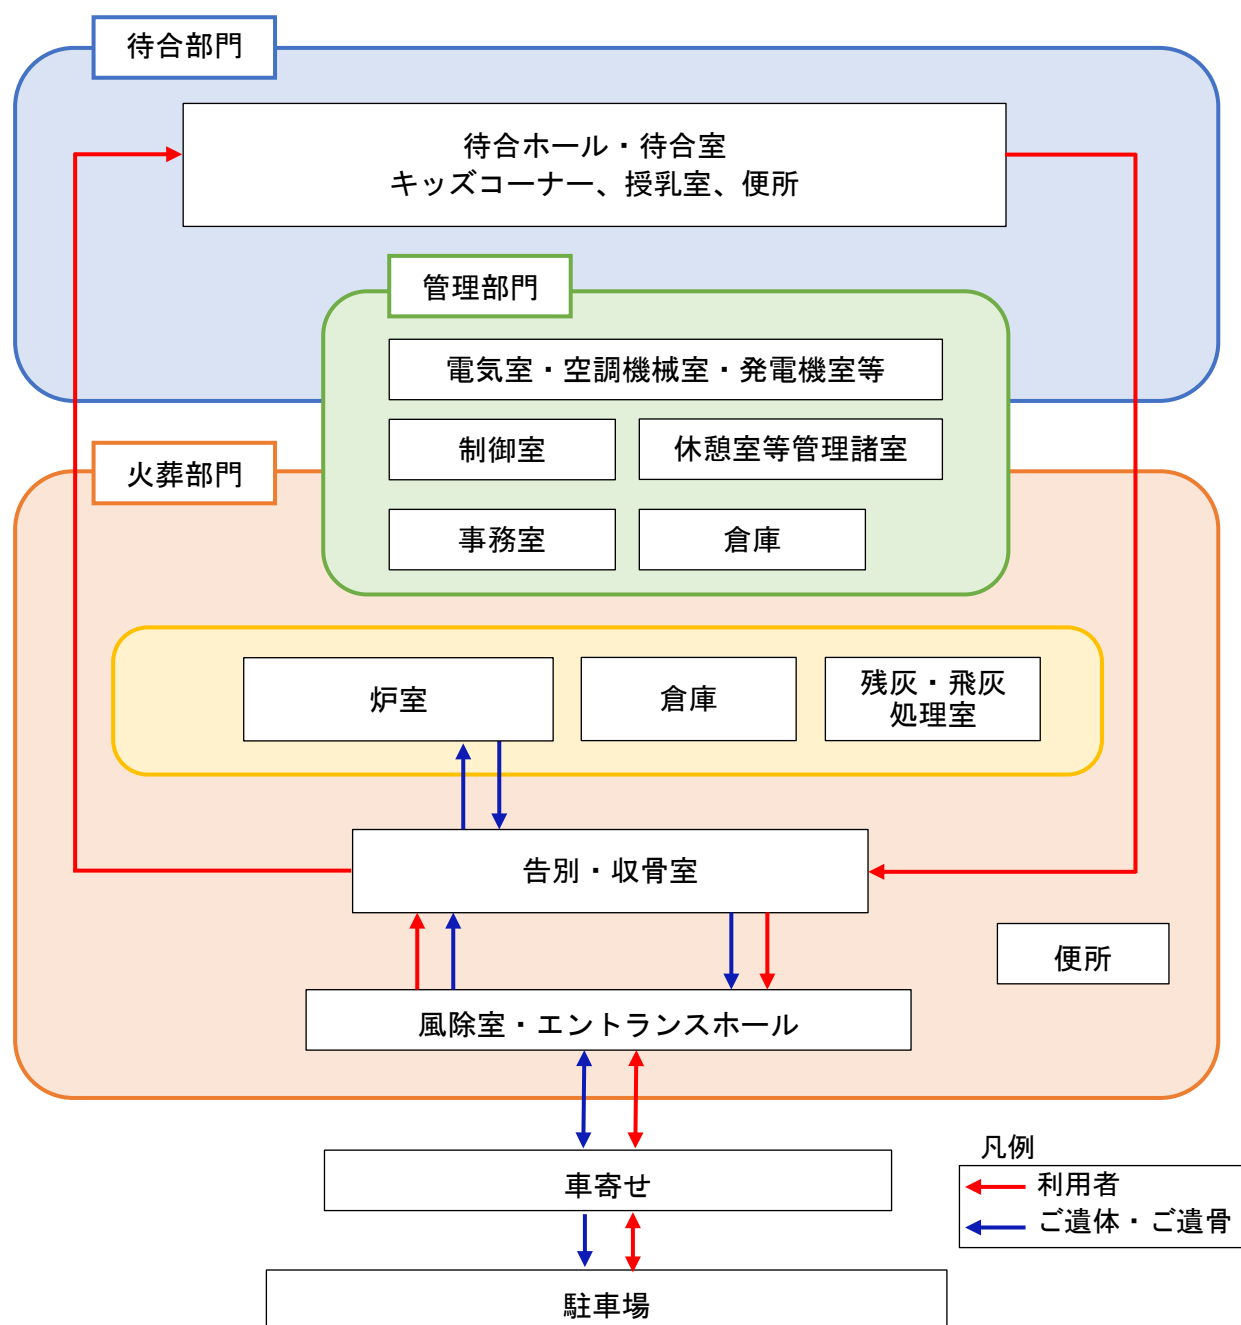 待合部門
待合ホール・待合室
キッズコーナー、授乳室、便所
管理部門
電気室・空調機械室・発電機室等
制御室
休憩室等管理諸室
火葬部門
事務室
倉庫
炉室
倉庫
残灰・飛灰
処理室
告別・収骨室
便所
風除室・エントランスホール
車寄せ
凡例
利用者
ご遺体・ご遺骨
駐車場